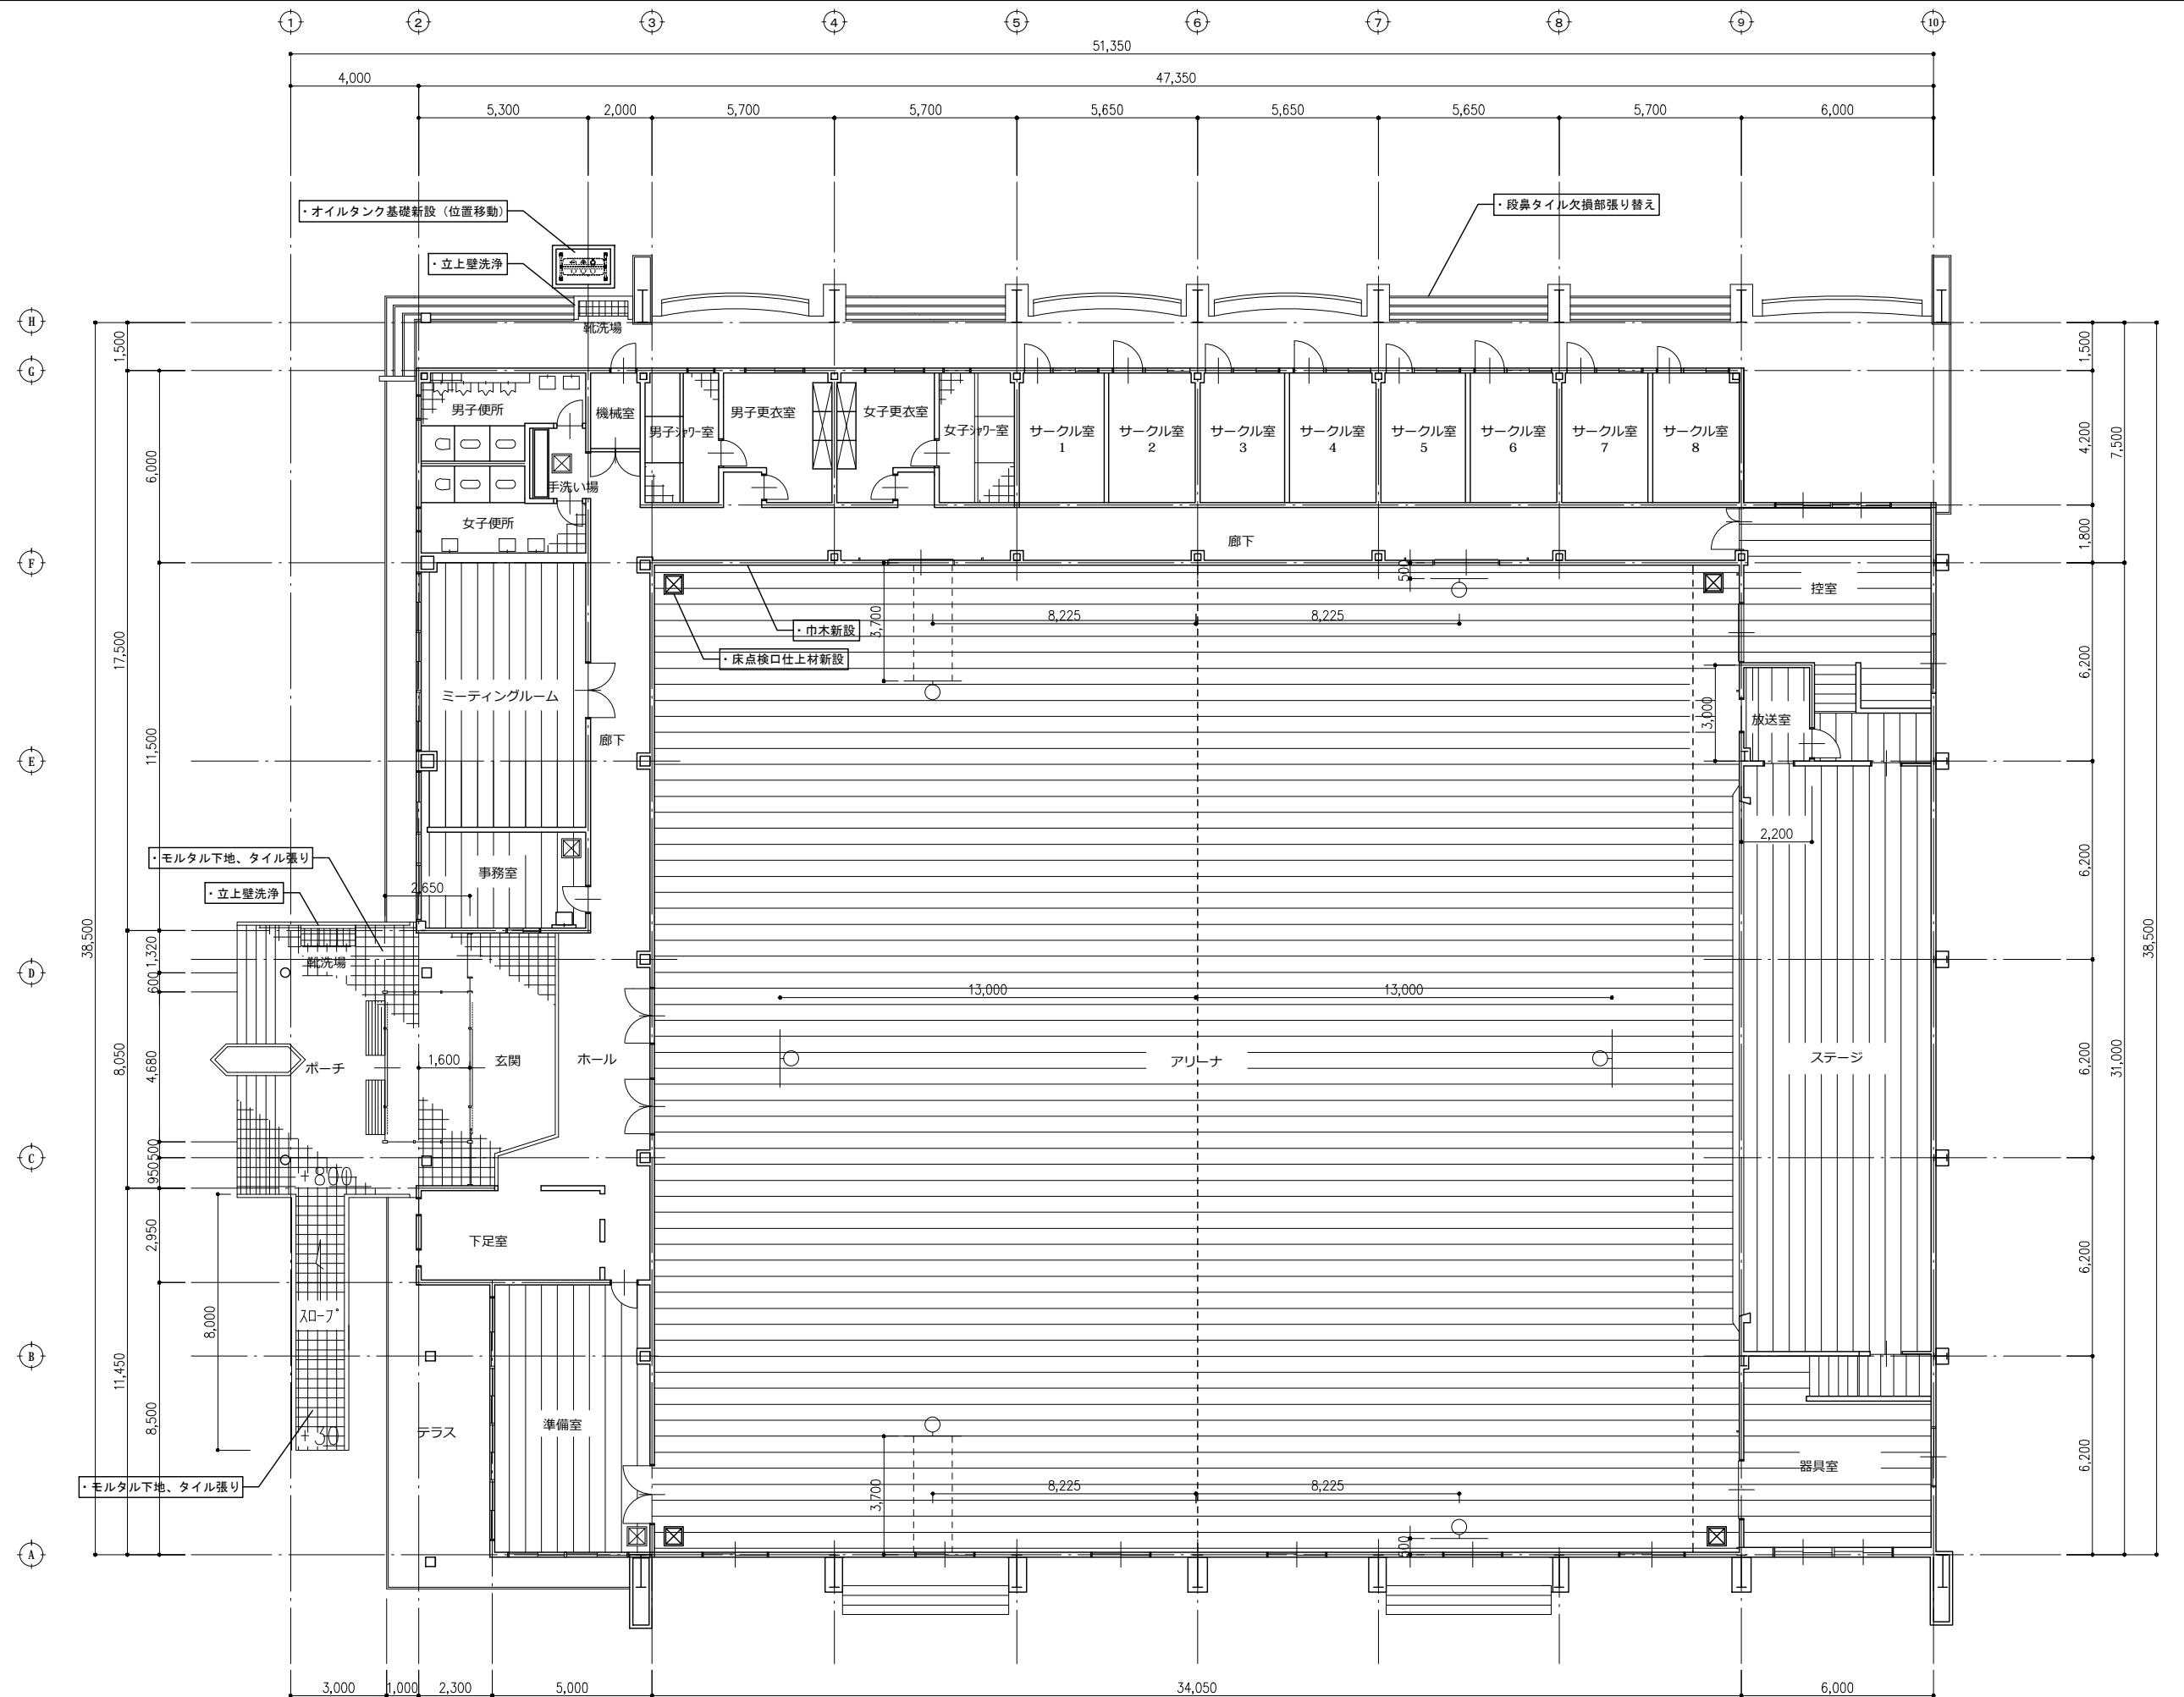 1 2 3 4 5 6 7 8 9 10
51,350
4,000 47,350
5,300 2,000 5,700 5,700 5,650 5,650 5,650 5,700 6,000
・オイルタンク基礎新設（位置移動）
・段鼻タイル欠損部張り替え
・立上壁洗浄
靴洗場
H
G
F
E
D
C
B
A
38,500
1,500
17,500
8,050
11,450
6,000
11,500
1,320
600
4,680
500
950
2,950
8,500
8,000
男子便所
機械室
男子ｼｬﾜｰ室
男子更衣室
女子更衣室
女子ｼｬﾜｰ室
サークル室
1
サークル室
2
サークル室
3
サークル室
4
サークル室
5
サークル室
6
サークル室
7
サークル室
8
手洗い場
女子便所
廊下
控室
500
3,700
8,225 8,225
・巾木新設
・床点検口仕上材新設
ミーティングルーム
廊下
3,000
放送室
2,200
・モルタル下地、タイル張り
・立上壁洗浄
事務室
2,650
靴洗場
13,000 13,000
1,600
玄関
ホール
ポーチ
アリーナ
ステージ
+800
下足室
ｽﾛｰﾌﾟ
+30
テラス
準備室
器具室
・モルタル下地、タイル張り
3,700
8,225 8,225
500
1,500
4,200
1,800
6,200
6,200
6,200
6,200
6,200
7,500
31,000
38,500
3,000 1,000 2,300 5,000 34,050 6,000